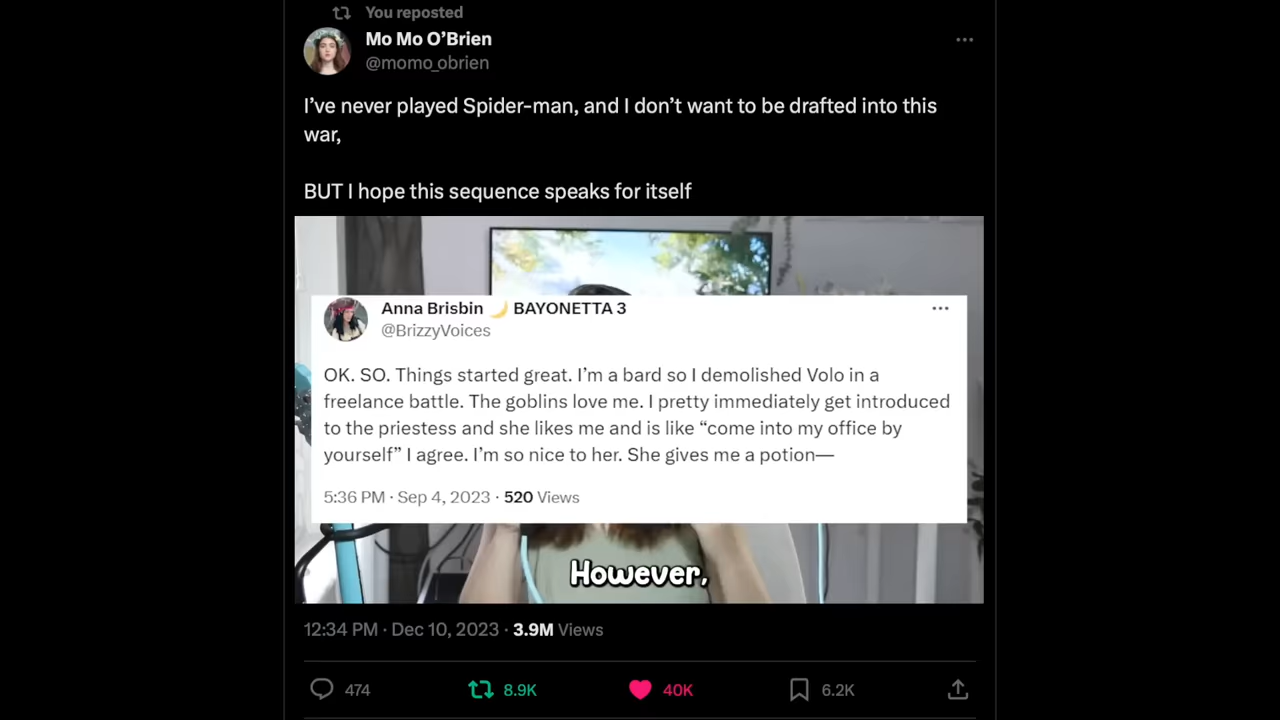 You reposted
Mo Mo O’Brien
@momo_obrien
I’ve never played Spider-man, and I don’t want to be drafted into this
war,
BUT I hope this sequence speaks for itself
Anna Brisbin 🌙 BAYONETTA 3
@BrizzyVoices
OK. SO. Things started great. I’m a bard so I demolished Volo in a
freelance battle. The goblins love me. I pretty immediately get introduced
to the priestess and she likes me and is like “come into my office by
yourself” I agree. I’m so nice to her. She gives me a potion—
5:36 PM · Sep 4, 2023 · 520 Views
However,
12:34 PM · Dec 10, 2023 · 3.9M Views
474 8.9K 40K 6.2K